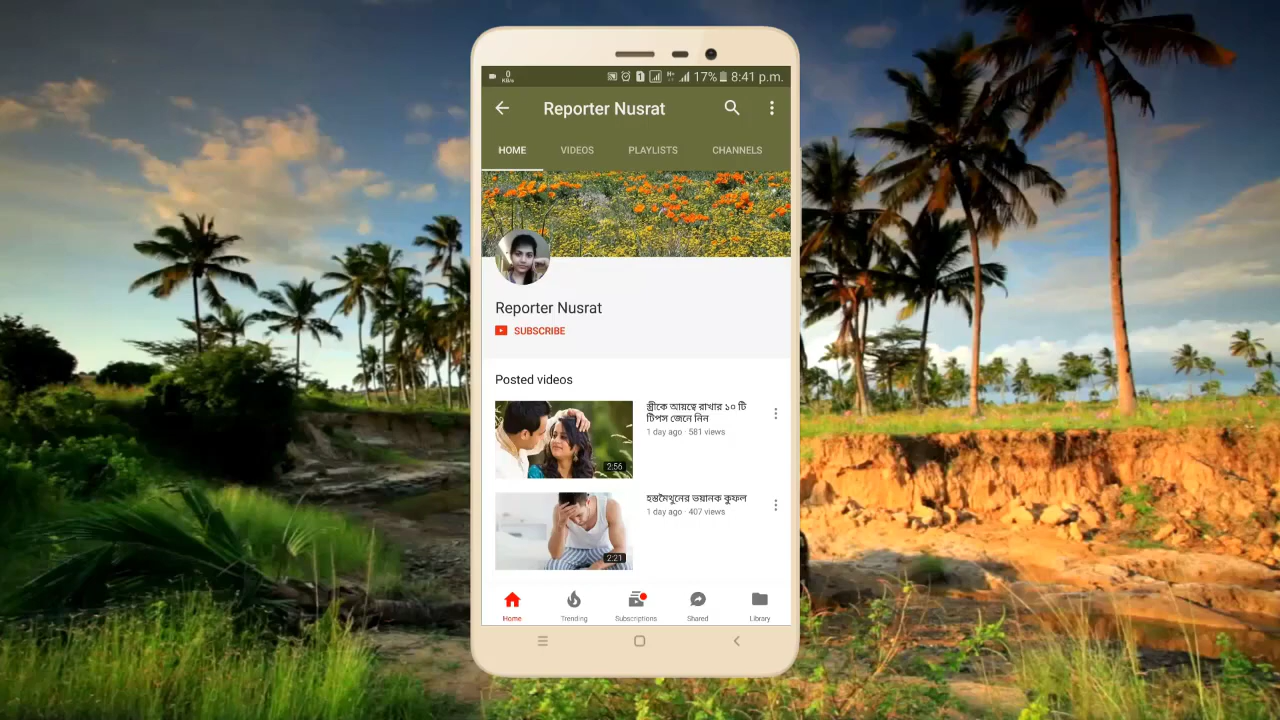 0
KB/s
17% 8:41 p.m.
Reporter Nusrat
HOME VIDEOS PLAYLISTS CHANNELS
Reporter Nusrat
SUBSCRIBE
Posted videos
স্ত্রীকে আয়ত্বে রাখার ১০ টি
টিপস জেনে নিন
1 day ago · 581 views
2:56
হস্তমৈথুনের ভয়ানক কুফল
1 day ago · 407 views
2:21
Home Trending Subscriptions Shared Library